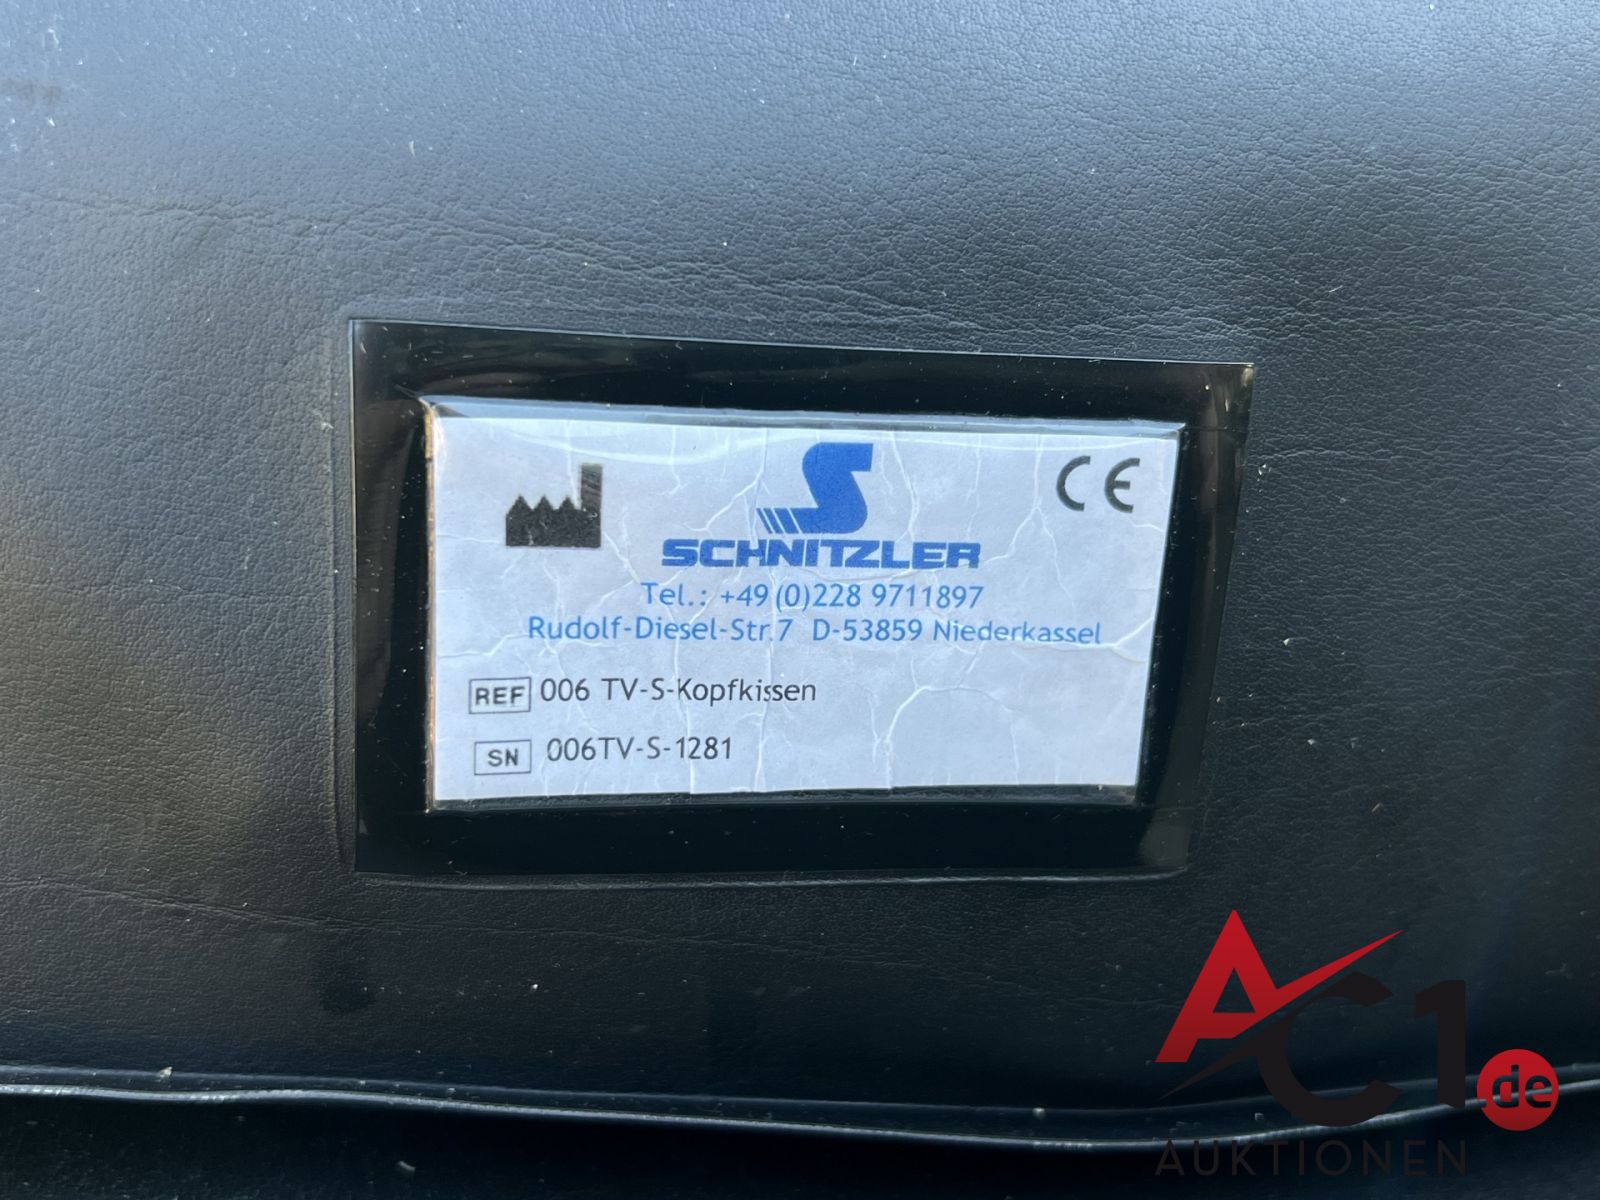 SCHNITZLER
CE
Tel.: +49 (0)228 9711897
Rudolf-Diesel-Str.7 D-53859 Niederkassel
REF 006 TV-S-Kopfkissen
SN 006TV-S-1281
AC1.de
AUKTIONEN